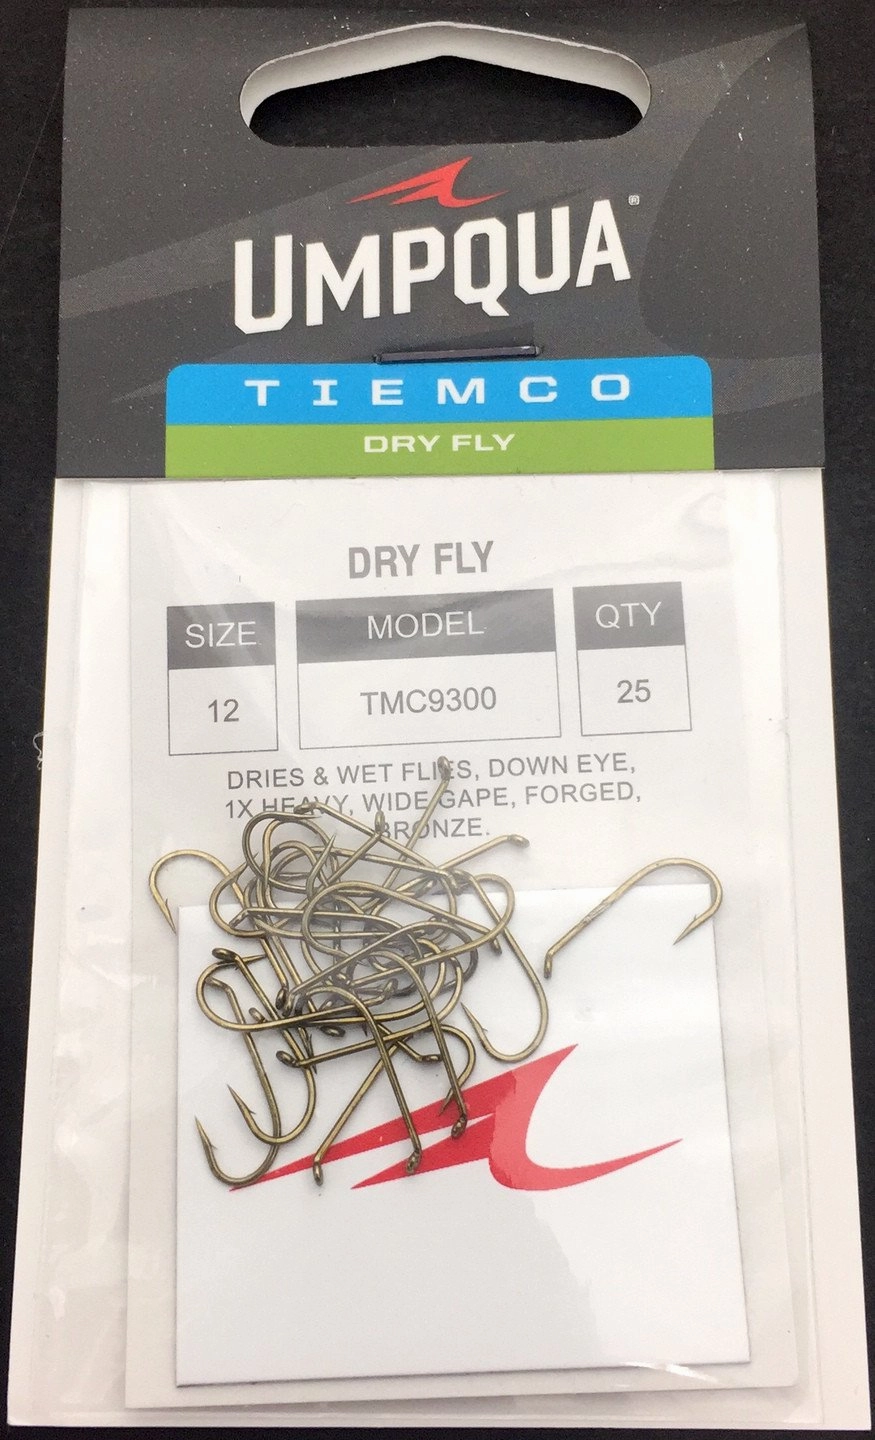 UMPQUA®
TIEMCO
DRY FLY
DRY FLY
SIZE MODEL QTY
12 TMC9300 25
DRIES & WET FLIES, DOWN EYE,
1X HEAVY, WIDE GAPE, FORGED,
BRONZE.